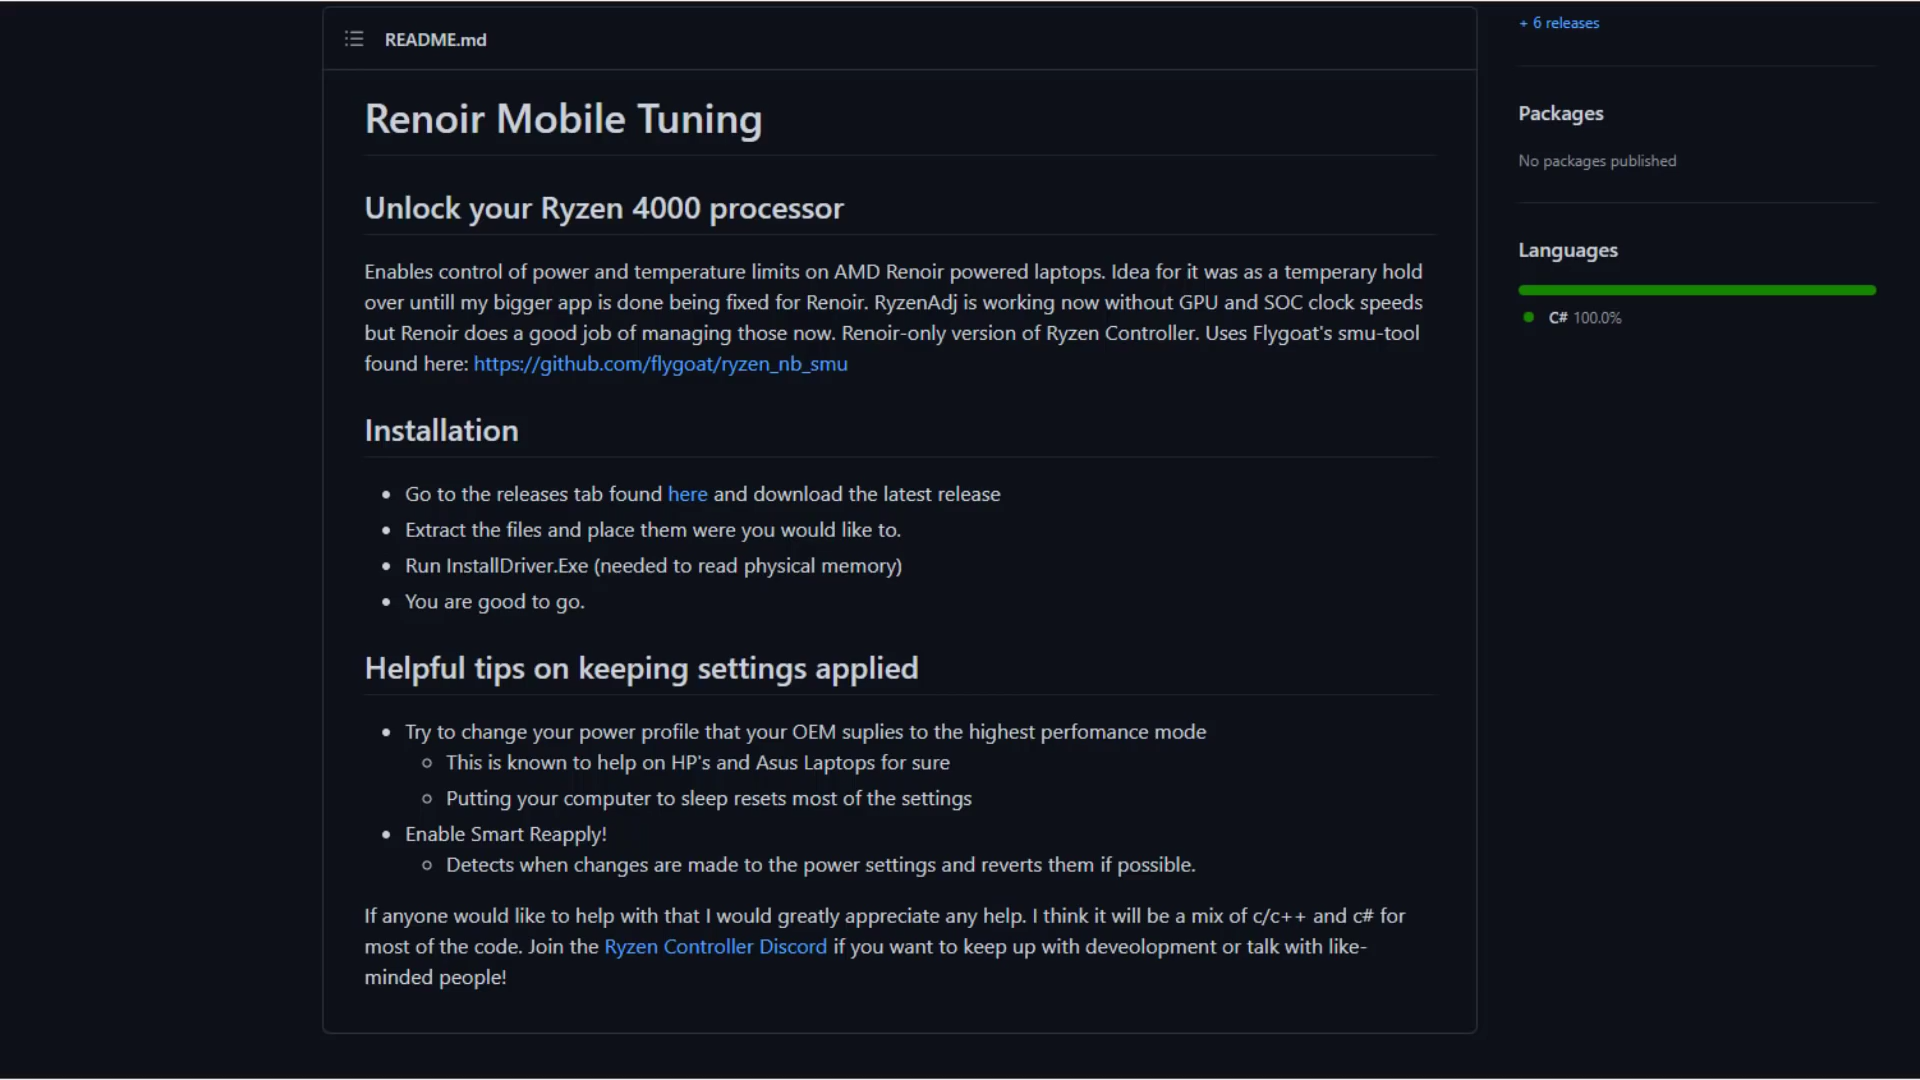 README.md
Renoir Mobile Tuning
Unlock your Ryzen 4000 processor
Enables control of power and temperature limits on AMD Renoir powered laptops. Idea for it was as a temperary hold
over untill my bigger app is done being fixed for Renoir. RyzenAdj is working now without GPU and SOC clock speeds
but Renoir does a good job of managing those now. Renoir-only version of Ryzen Controller. Uses Flygoat's smu-tool
found here: https://github.com/flygoat/ryzen_nb_smu
Installation
• Go to the releases tab found here and download the latest release
• Extract the files and place them were you would like to.
• Run InstallDriver.Exe (needed to read physical memory)
• You are good to go.
Helpful tips on keeping settings applied
• Try to change your power profile that your OEM suplies to the highest perfomance mode
◦ This is known to help on HP's and Asus Laptops for sure
◦ Putting your computer to sleep resets most of the settings
• Enable Smart Reapply!
◦ Detects when changes are made to the power settings and reverts them if possible.
If anyone would like to help with that I would greatly appreciate any help. I think it will be a mix of c/c++ and c# for
most of the code. Join the Ryzen Controller Discord if you want to keep up with deveolopment or talk with like-
minded people!
+ 6 releases
Packages
No packages published
Languages
C# 100.0%